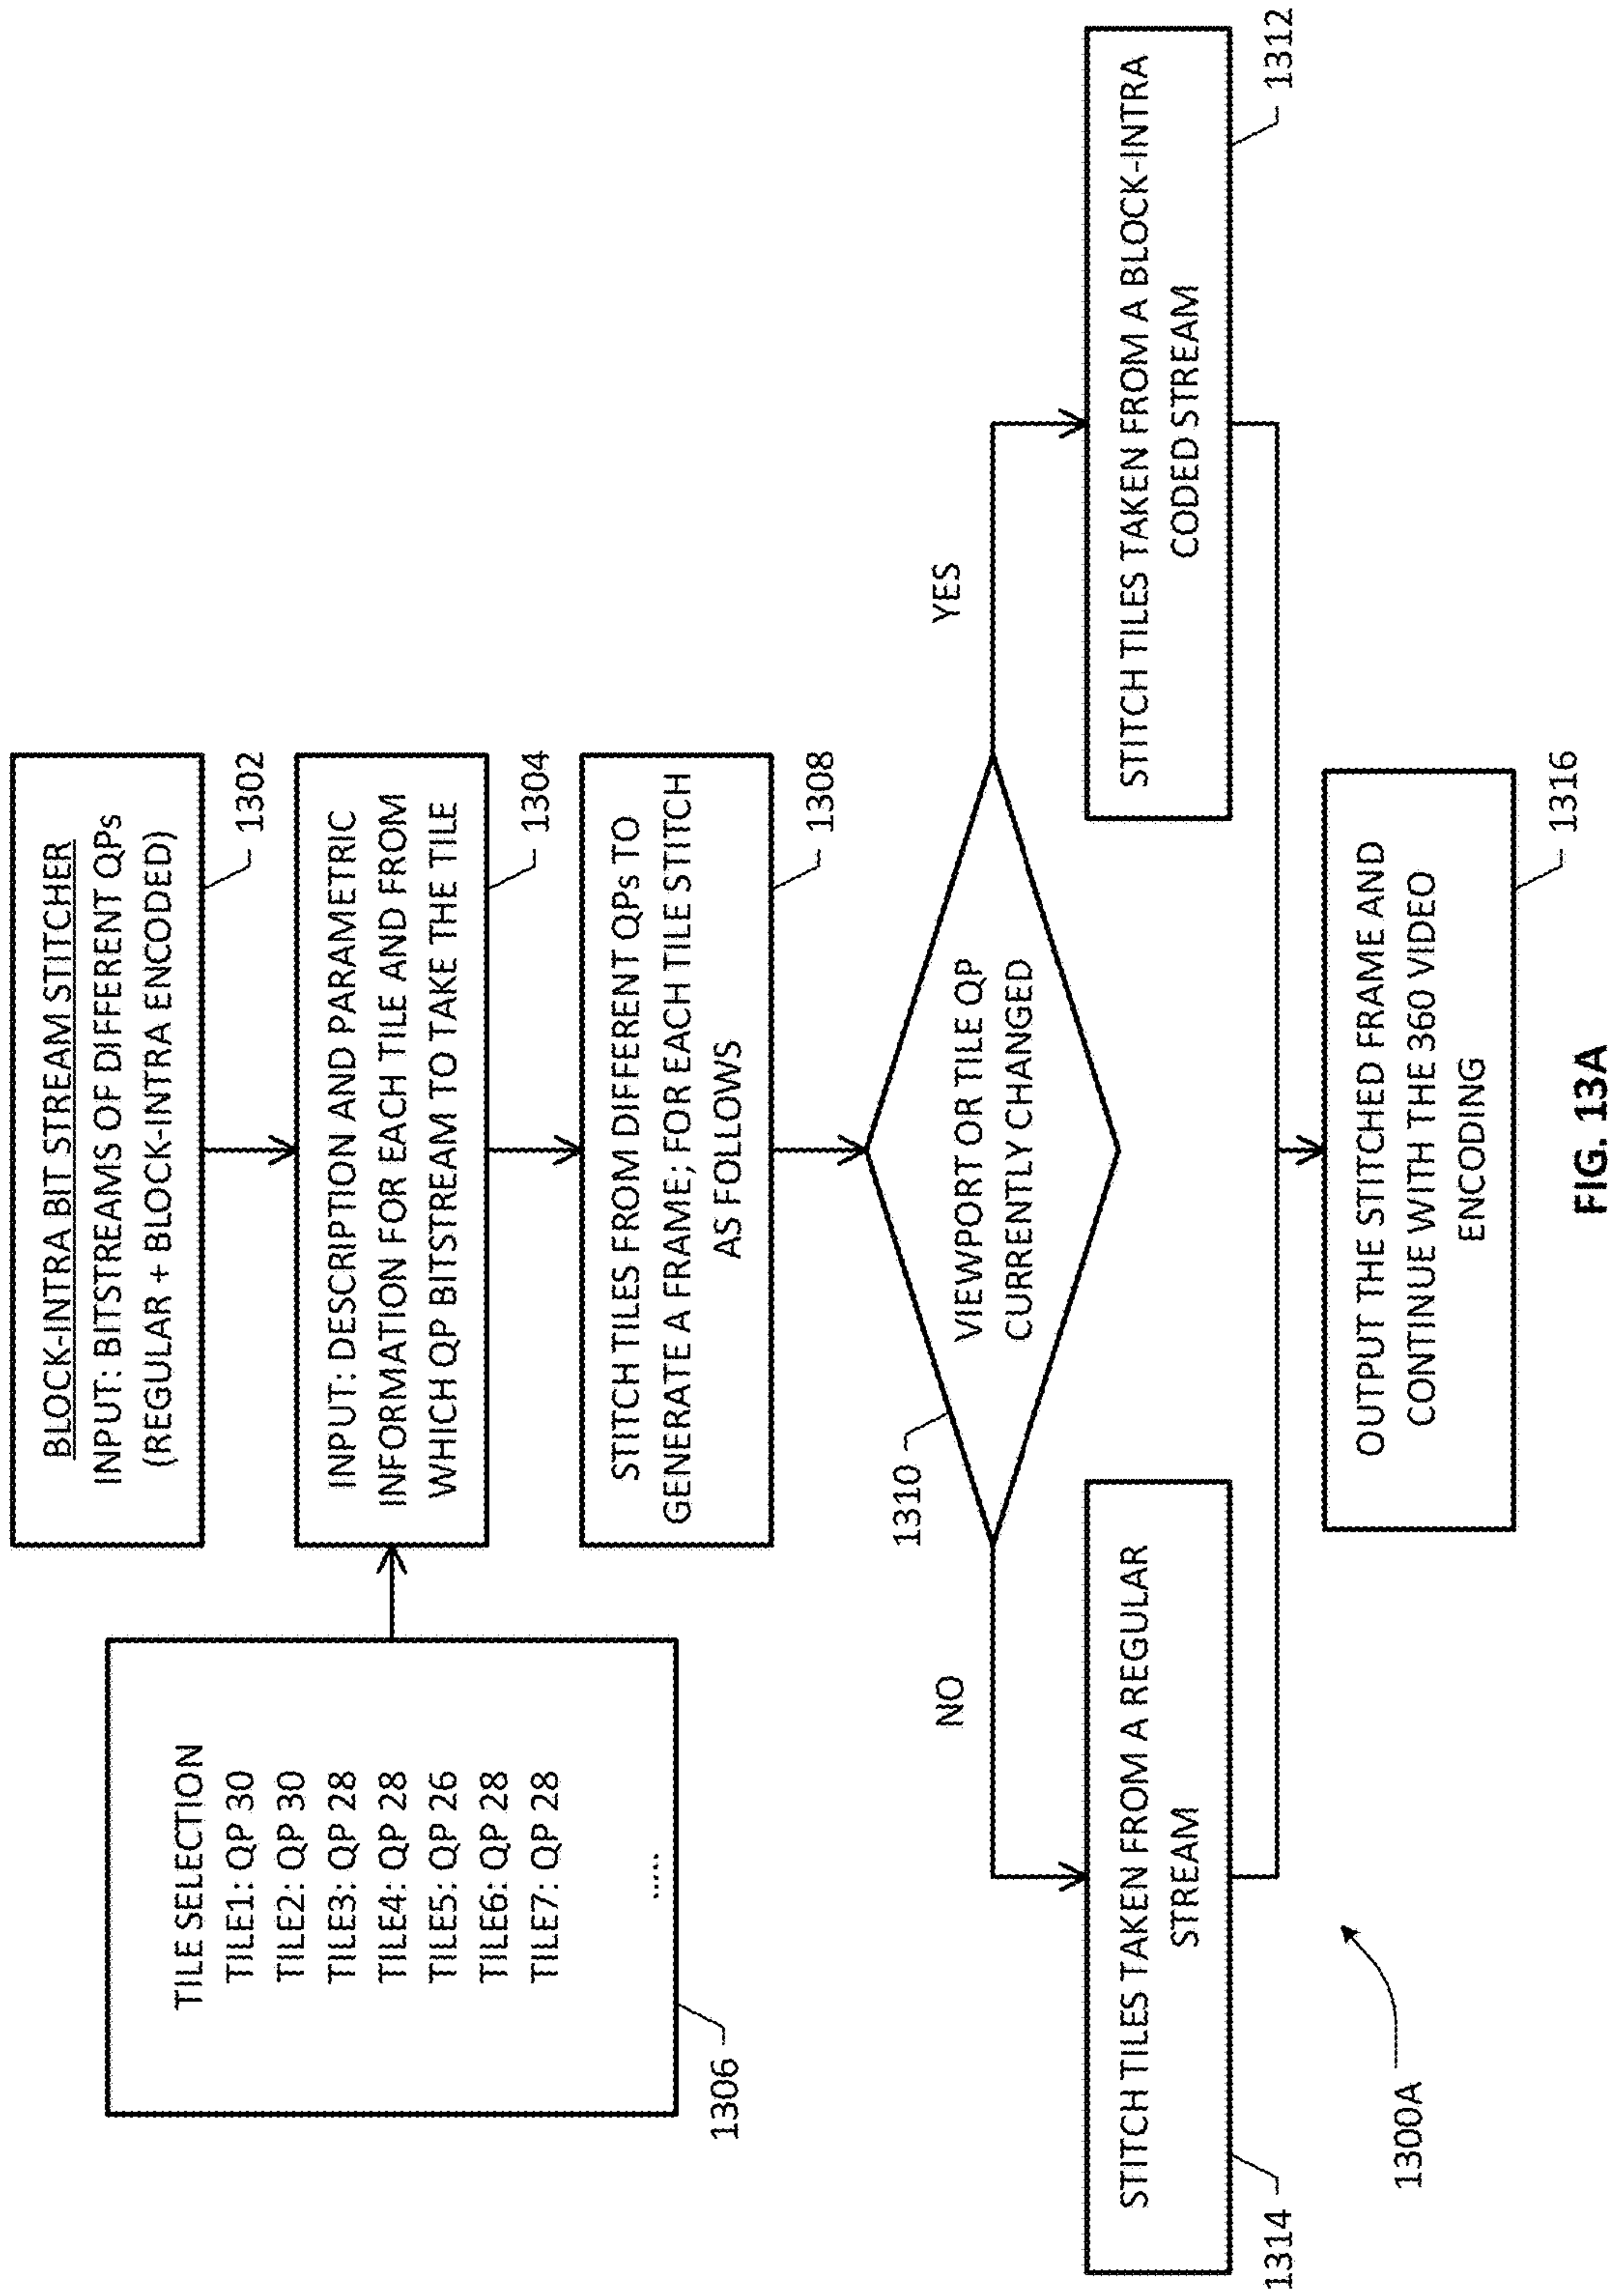 BLOCK-INTRA BIT STREAM STITCHER
INPUT: BITSTREAMS OF DIFFERENT QPs
(REGULAR + BLOCK-INTRA ENCODED)
1302
TILE SELECTION
TILE1: QP 30
TILE2: QP 30
TILE3: QP 28
TILE4: QP 28
TILE5: QP 26
TILE6: QP 28
TILE7: QP 28
.....
1306
INPUT: DESCRIPTION AND PARAMETRIC
INFORMATION FOR EACH TILE AND FROM
WHICH QP BITSTREAM TO TAKE THE TILE
1304
STITCH TILES FROM DIFFERENT QPs TO
GENERATE A FRAME; FOR EACH TILE STITCH
AS FOLLOWS
1308
1310
VIEWPORT OR TILE QP
CURRENTLY CHANGED
NO
YES
STITCH TILES TAKEN FROM A REGULAR
STREAM
1314
STITCH TILES TAKEN FROM A BLOCK-INTRA
CODED STREAM
1312
OUTPUT THE STITCHED FRAME AND
CONTINUE WITH THE 360 VIDEO
ENCODING
1316
1300A
FIG. 13A